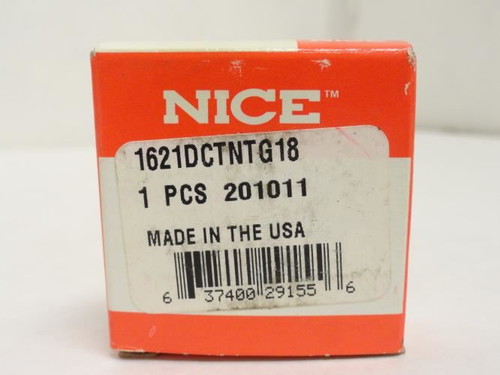 NICE™
1621DCTNTG18
1 PCS 201011
MADE IN THE USA
6 37400 29155 6